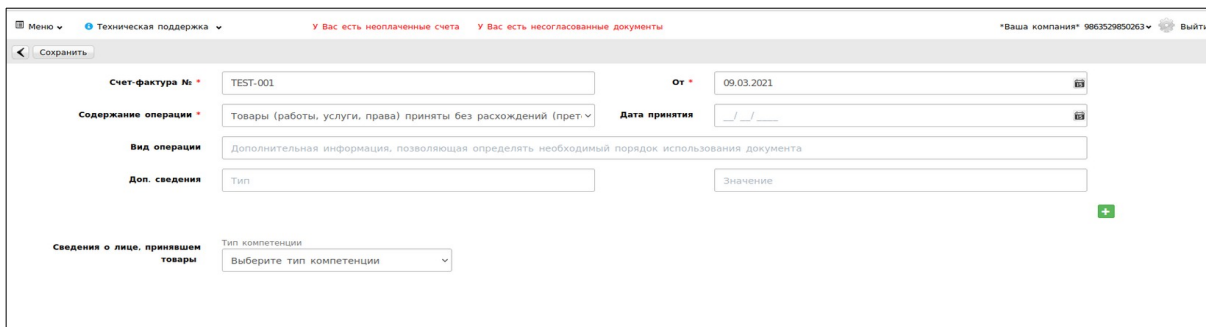 Меню Техническая поддержка У Вас есть неоплаченные счета У Вас есть несогласованные документы *Ваша компания* 9863529850263 Выйти
Сохранить
Счет-фактура № * TEST-001 От * 09.03.2021
Содержание операции * Товары (работы, услуги, права) приняты без расхождений (прет Дата принятия __/__/____
Вид операции Дополнительная информация, позволяющая определять необходимый порядок использования документа
Доп. сведения Тип Значение
Тип компетенции
Сведения о лице, принявшем
товары Выберите тип компетенции